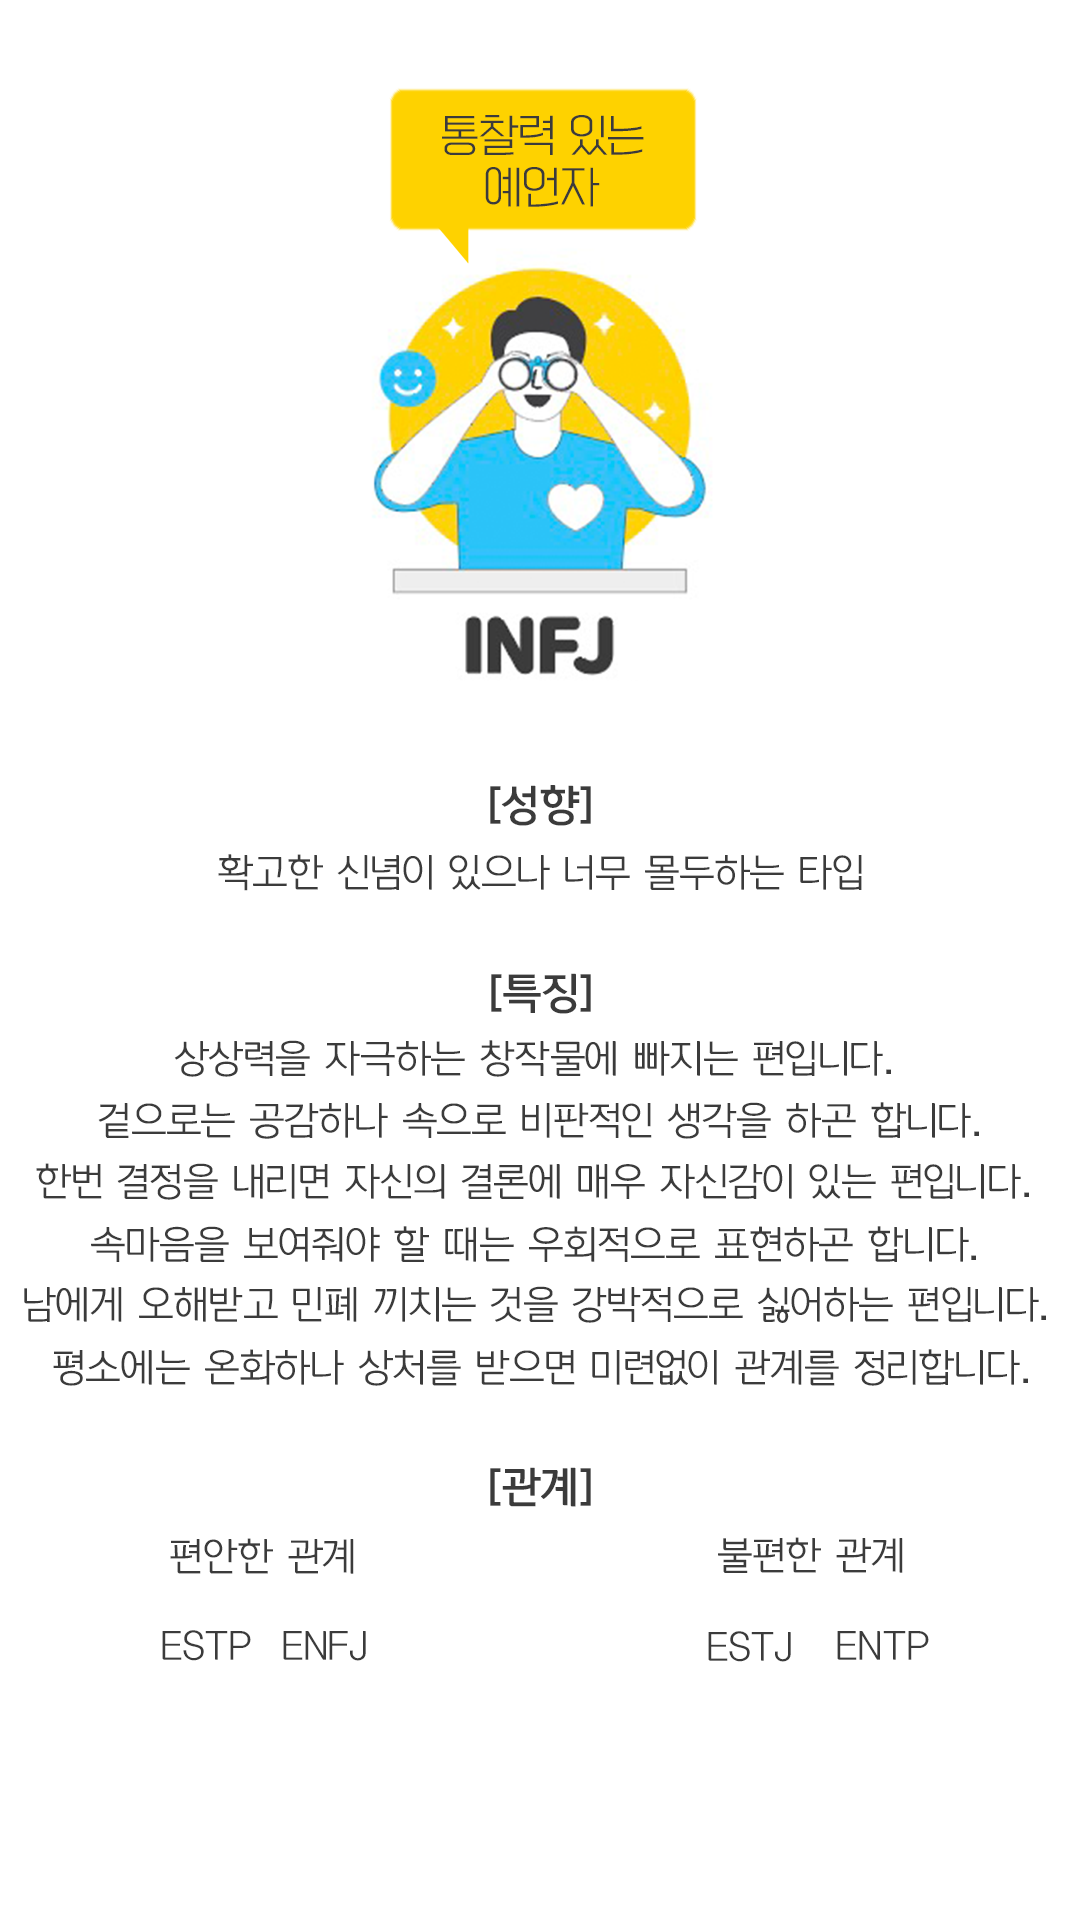 통찰력 있는
예언자
INFJ
[성향]
확고한 신념이 있으나 너무 몰두하는 타입
[특징]
상상력을 자극하는 창작물에 빠지는 편입니다.
겉으로는 공감하나 속으로 비판적인 생각을 하곤 합니다.
한번 결정을 내리면 자신의 결론에 매우 자신감이 있는 편입니다.
속마음을 보여줘야 할 때는 우회적으로 표현하곤 합니다.
남에게 오해받고 민폐 끼치는 것을 강박적으로 싫어하는 편입니다.
평소에는 온화하나 상처를 받으면 미련없이 관계를 정리합니다.
[관계]
편안한 관계 불편한 관계
ESTP ENFJ ESTJ ENTP